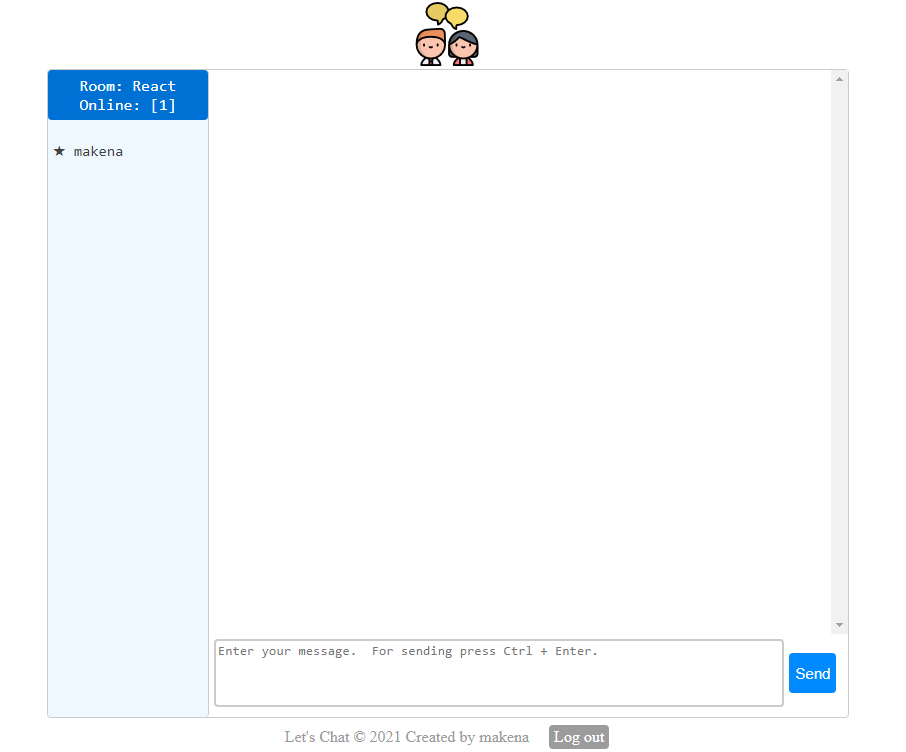 Room: React
Online: [1]
★ makena
Enter your message.  For sending press Ctrl + Enter.
Send
Let's Chat © 2021 Created by makena
Log out